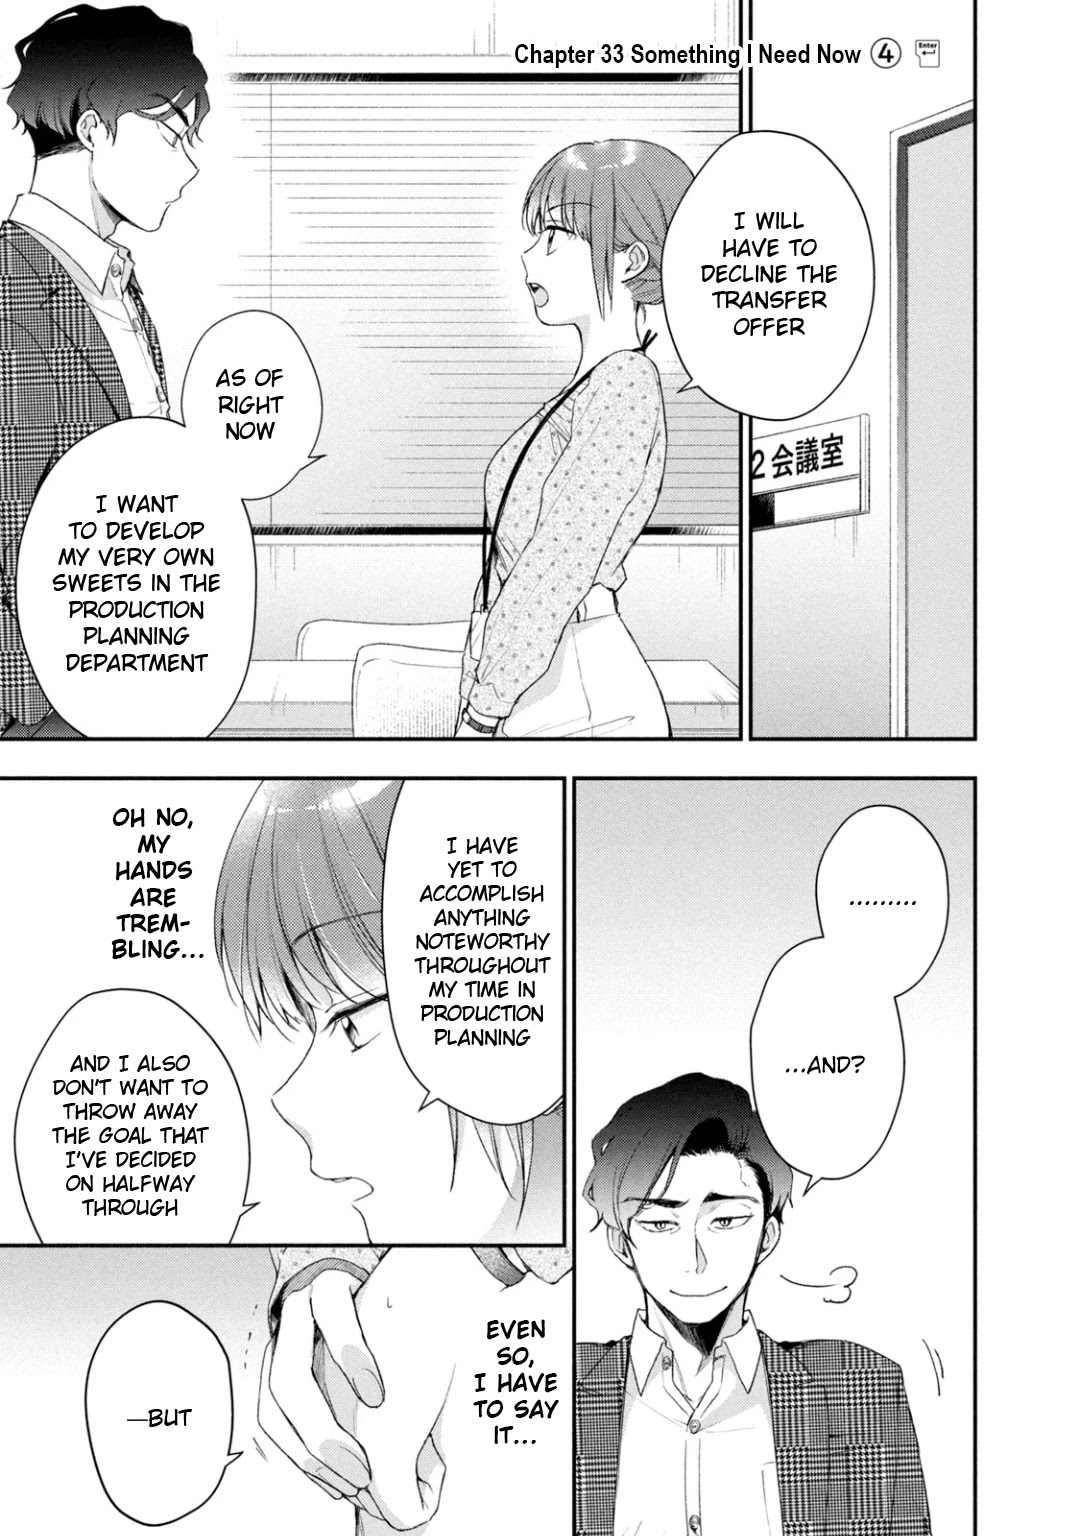 Chapter 33 Something I Need Now ④ Enter
I WILL
HAVE TO
DECLINE THE
TRANSFER
OFFER
2会議室
AS OF
RIGHT
NOW
I WANT
TO DEVELOP
MY VERY OWN
SWEETS IN THE
PRODUCTION
PLANNING
DEPARTMENT
.........
...AND?
I HAVE
YET TO
ACCOMPLISH
ANYTHING
NOTEWORTHY
THROUGHOUT
MY TIME IN
PRODUCTION
PLANNING
OH NO,
MY
HANDS
ARE
TREM-
BLING...
AND I ALSO
DON'T WANT TO
THROW AWAY
THE GOAL THAT
I'VE DECIDED
ON HALFWAY
THROUGH
EVEN
SO,
I HAVE
TO SAY
IT...
—BUT